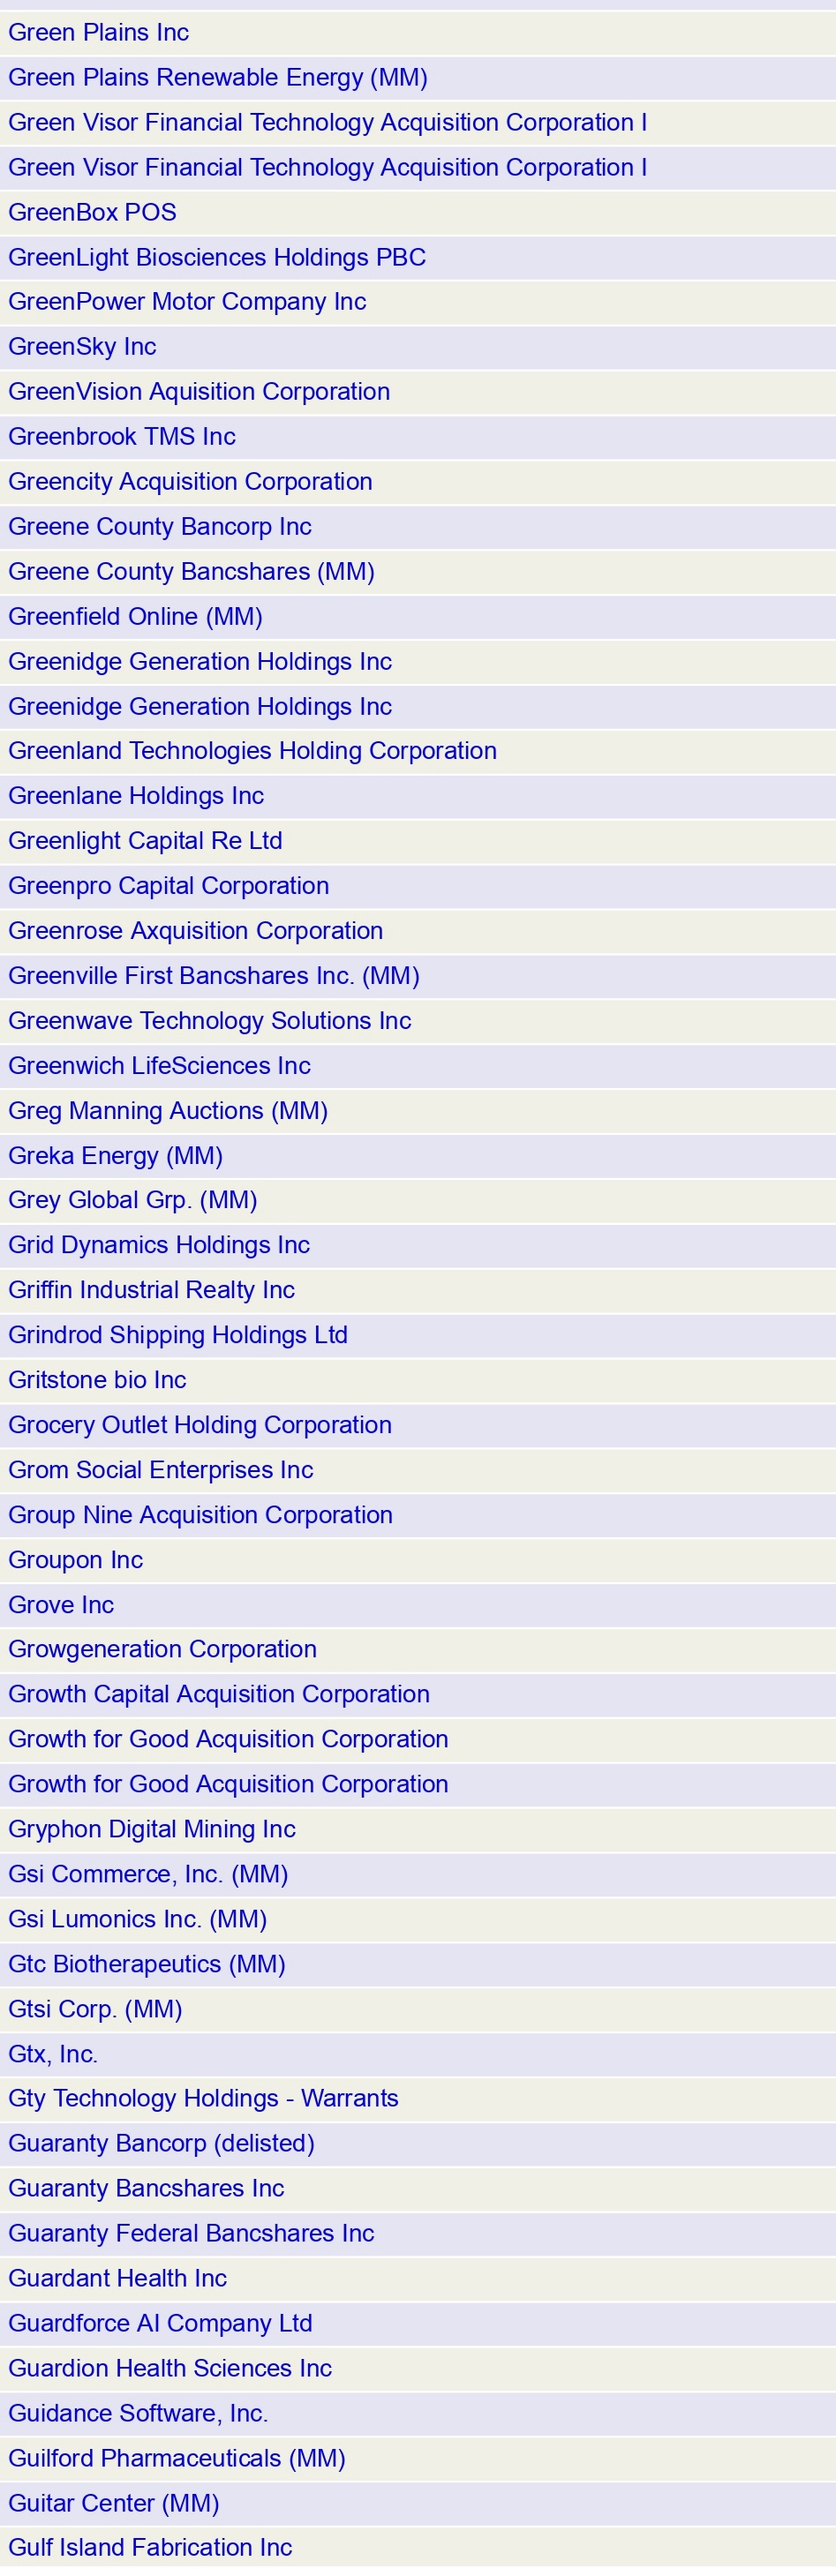 Green Plains Inc
Green Plains Renewable Energy (MM)
Green Visor Financial Technology Acquisition Corporation I
Green Visor Financial Technology Acquisition Corporation I
GreenBox POS
GreenLight Biosciences Holdings PBC
GreenPower Motor Company Inc
GreenSky Inc
GreenVision Aquisition Corporation
Greenbrook TMS Inc
Greencity Acquisition Corporation
Greene County Bancorp Inc
Greene County Bancshares (MM)
Greenfield Online (MM)
Greenidge Generation Holdings Inc
Greenidge Generation Holdings Inc
Greenland Technologies Holding Corporation
Greenlane Holdings Inc
Greenlight Capital Re Ltd
Greenpro Capital Corporation
Greenrose Axquisition Corporation
Greenville First Bancshares Inc. (MM)
Greenwave Technology Solutions Inc
Greenwich LifeSciences Inc
Greg Manning Auctions (MM)
Greka Energy (MM)
Grey Global Grp. (MM)
Grid Dynamics Holdings Inc
Griffin Industrial Realty Inc
Grindrod Shipping Holdings Ltd
Gritstone bio Inc
Grocery Outlet Holding Corporation
Grom Social Enterprises Inc
Group Nine Acquisition Corporation
Groupon Inc
Grove Inc
Growgeneration Corporation
Growth Capital Acquisition Corporation
Growth for Good Acquisition Corporation
Growth for Good Acquisition Corporation
Gryphon Digital Mining Inc
Gsi Commerce, Inc. (MM)
Gsi Lumonics Inc. (MM)
Gtc Biotherapeutics (MM)
Gtsi Corp. (MM)
Gtx, Inc.
Gty Technology Holdings - Warrants
Guaranty Bancorp (delisted)
Guaranty Bancshares Inc
Guaranty Federal Bancshares Inc
Guardant Health Inc
Guardforce AI Company Ltd
Guardion Health Sciences Inc
Guidance Software, Inc.
Guilford Pharmaceuticals (MM)
Guitar Center (MM)
Gulf Island Fabrication Inc